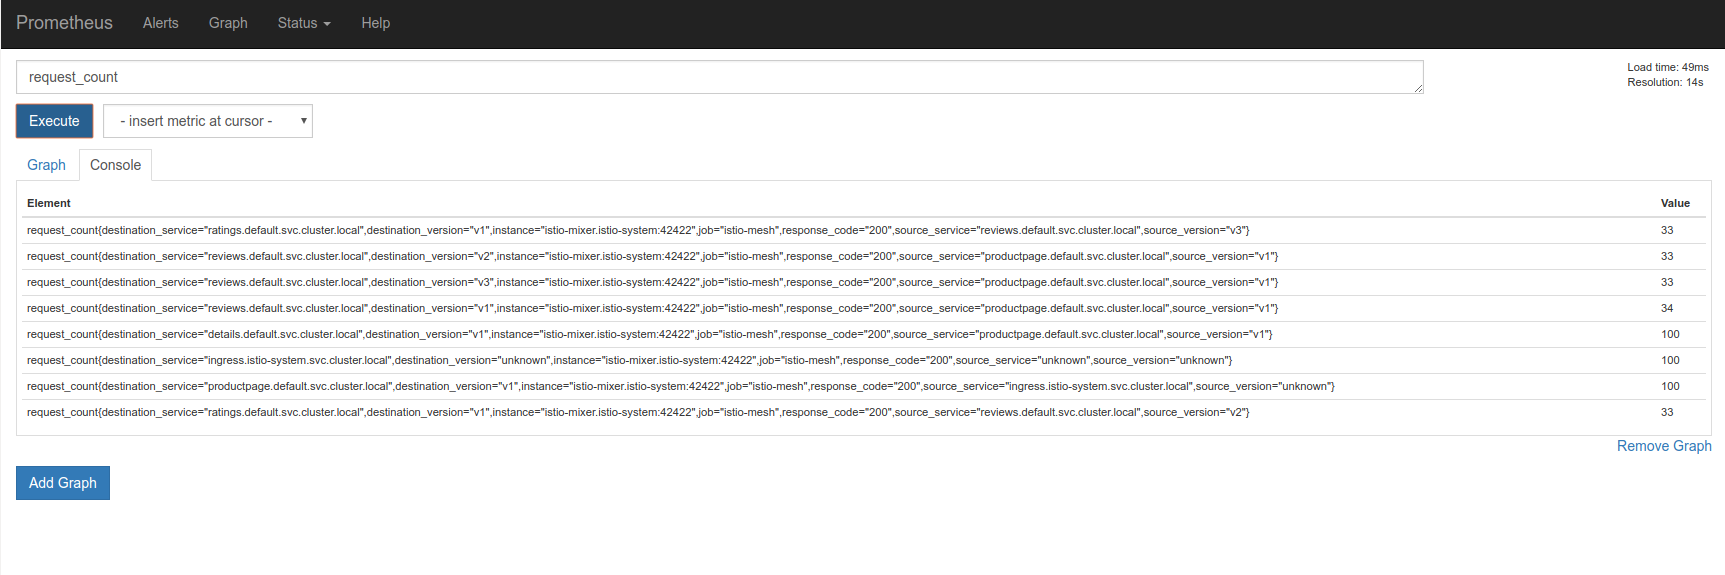 Prometheus Alerts Graph Status Help
request_count
Load time: 49ms
Resolution: 14s
Execute - insert metric at cursor -
Graph Console
Element Value
request_count{destination_service="ratings.default.svc.cluster.local",destination_version="v1",instance="istio-mixer.istio-system:42422",job="istio-mesh",response_code="200",source_service="reviews.default.svc.cluster.local",source_version="v3"} 33
request_count{destination_service="reviews.default.svc.cluster.local",destination_version="v2",instance="istio-mixer.istio-system:42422",job="istio-mesh",response_code="200",source_service="productpage.default.svc.cluster.local",source_version="v1"} 33
request_count{destination_service="reviews.default.svc.cluster.local",destination_version="v3",instance="istio-mixer.istio-system:42422",job="istio-mesh",response_code="200",source_service="productpage.default.svc.cluster.local",source_version="v1"} 33
request_count{destination_service="reviews.default.svc.cluster.local",destination_version="v1",instance="istio-mixer.istio-system:42422",job="istio-mesh",response_code="200",source_service="productpage.default.svc.cluster.local",source_version="v1"} 34
request_count{destination_service="details.default.svc.cluster.local",destination_version="v1",instance="istio-mixer.istio-system:42422",job="istio-mesh",response_code="200",source_service="productpage.default.svc.cluster.local",source_version="v1"} 100
request_count{destination_service="ingress.istio-system.svc.cluster.local",destination_version="unknown",instance="istio-mixer.istio-system:42422",job="istio-mesh",response_code="200",source_service="unknown",source_version="unknown"} 100
request_count{destination_service="productpage.default.svc.cluster.local",destination_version="v1",instance="istio-mixer.istio-system:42422",job="istio-mesh",response_code="200",source_service="ingress.istio-system.svc.cluster.local",source_version="unknown"} 100
request_count{destination_service="ratings.default.svc.cluster.local",destination_version="v1",instance="istio-mixer.istio-system:42422",job="istio-mesh",response_code="200",source_service="reviews.default.svc.cluster.local",source_version="v2"} 33
Remove Graph
Add Graph